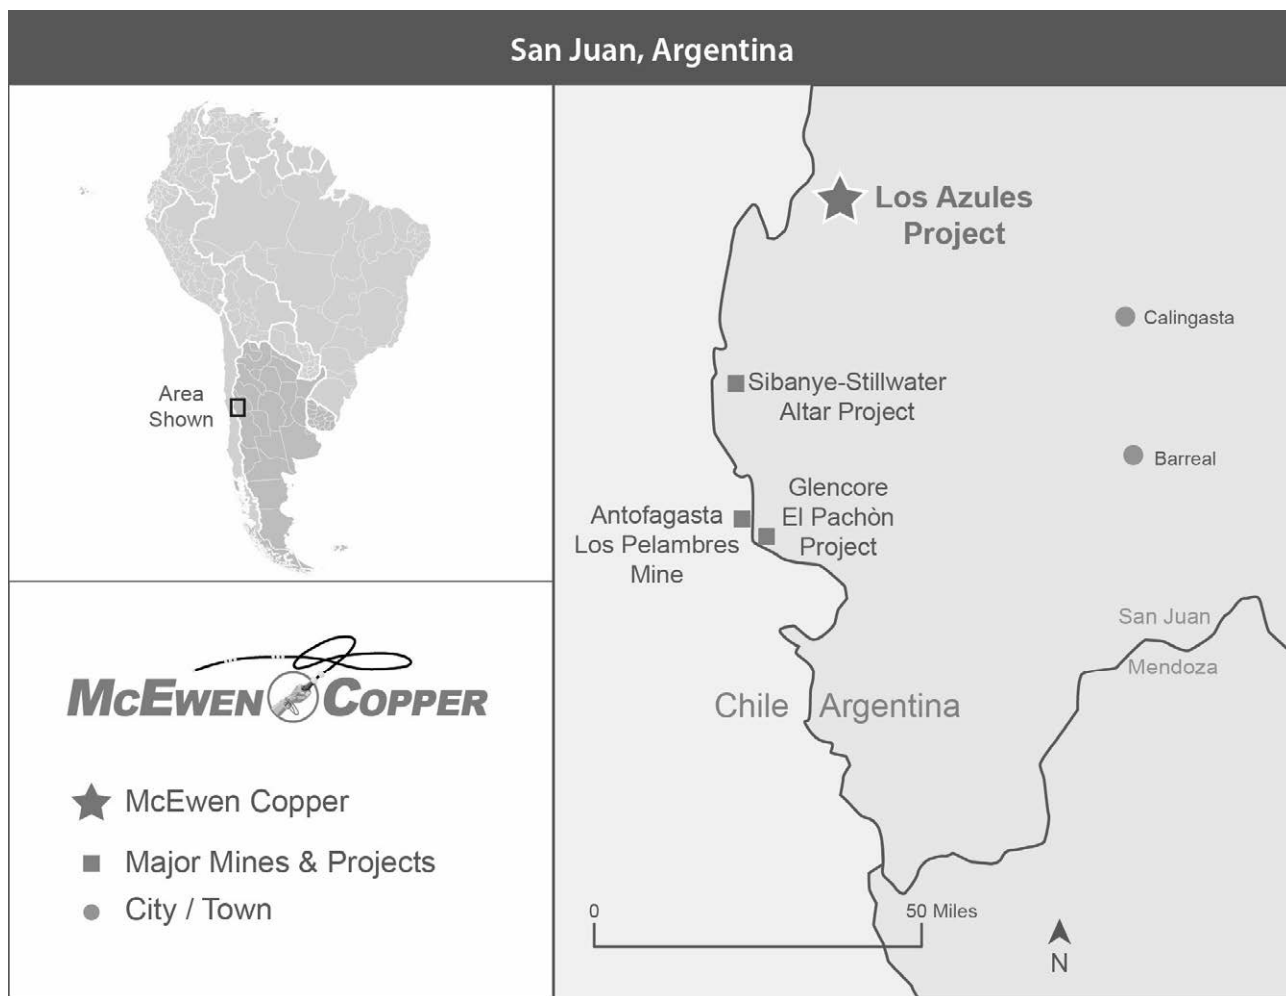 San Juan, Argentina
Area
Shown
McEwen Copper
McEwen Copper
Major Mines & Projects
City / Town
Los Azules
Project
Calingasta
Sibanye-Stillwater
Altar Project
Barreal
Glencore
El Pachòn
Project
Antofagasta
Los Pelambres
Mine
San Juan
Mendoza
Chile
Argentina
0
50 Miles
N